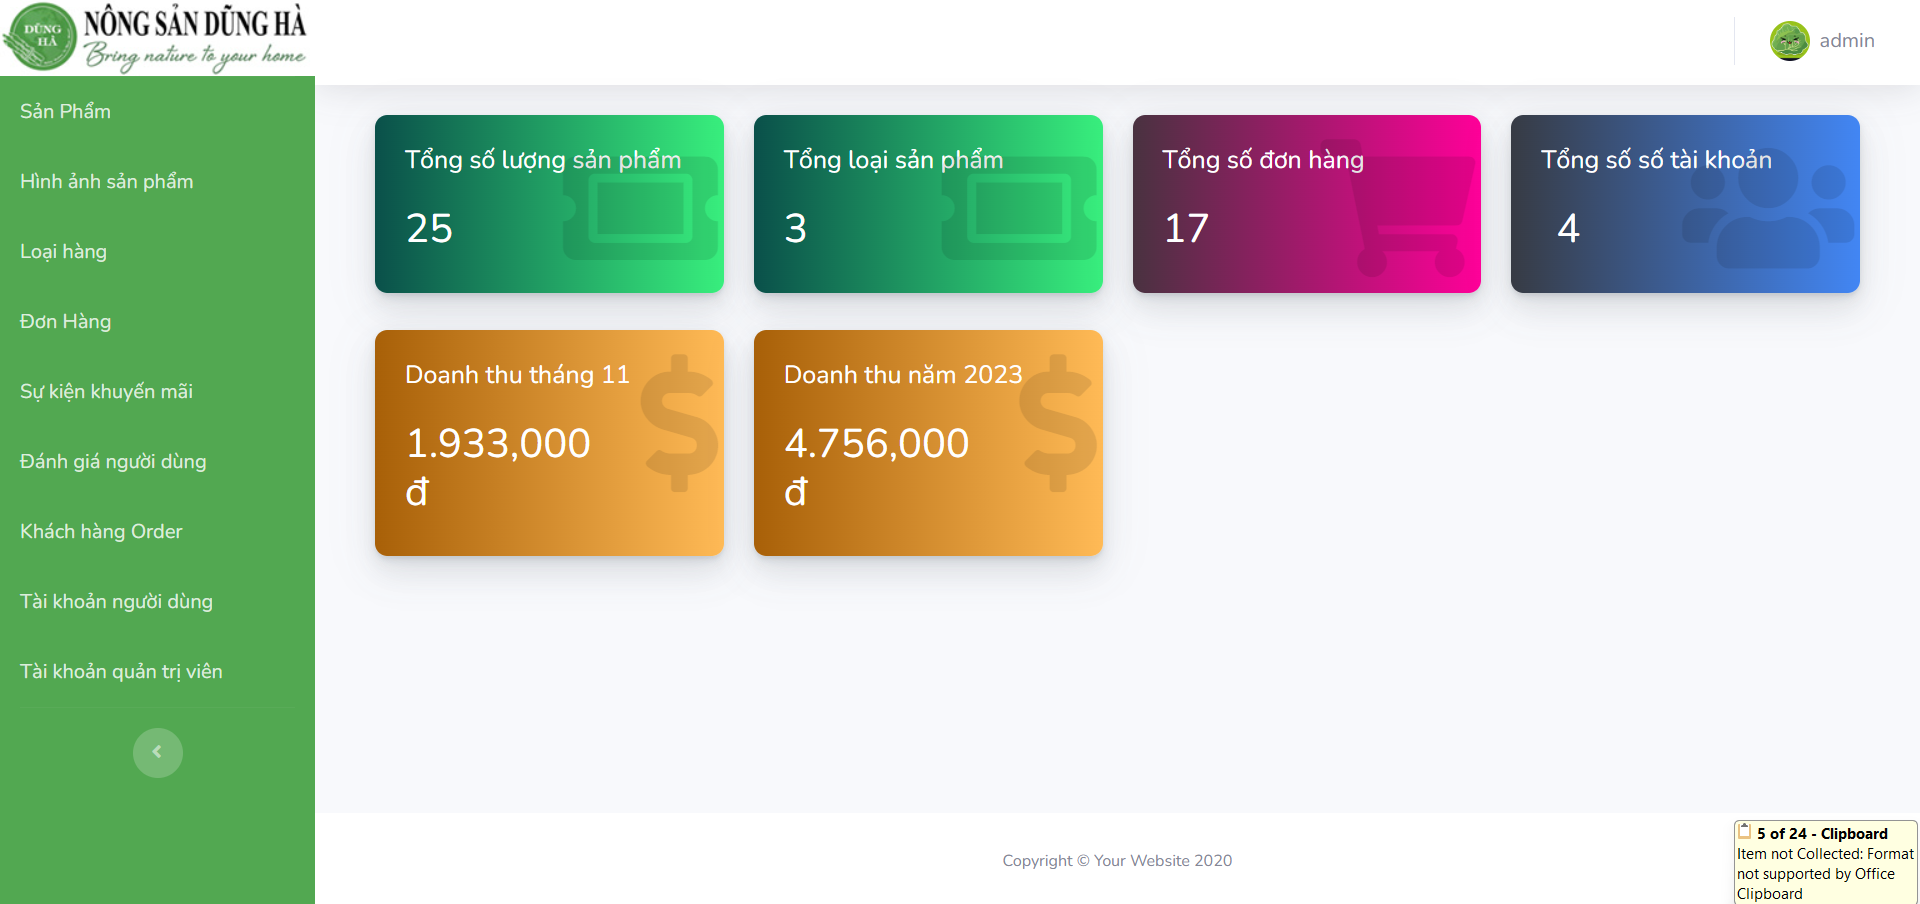 DŨNG
HÀ
NÔNG SẢN DŨNG HÀ
Bring nature to your home
admin
Sản Phẩm
Hình ảnh sản phẩm
Loại hàng
Đơn Hàng
Sự kiện khuyến mãi
Đánh giá người dùng
Khách hàng Order
Tài khoản người dùng
Tài khoản quản trị viên
Tổng số lượng sản phẩm
25
Tổng loại sản phẩm
3
Tổng số đơn hàng
17
Tổng số số tài khoản
4
Doanh thu tháng 11
1.933,000
đ
Doanh thu năm 2023
4.756,000
đ
Copyright © Your Website 2020
5 of 24 - Clipboard
Item not Collected: Format
not supported by Office
Clipboard